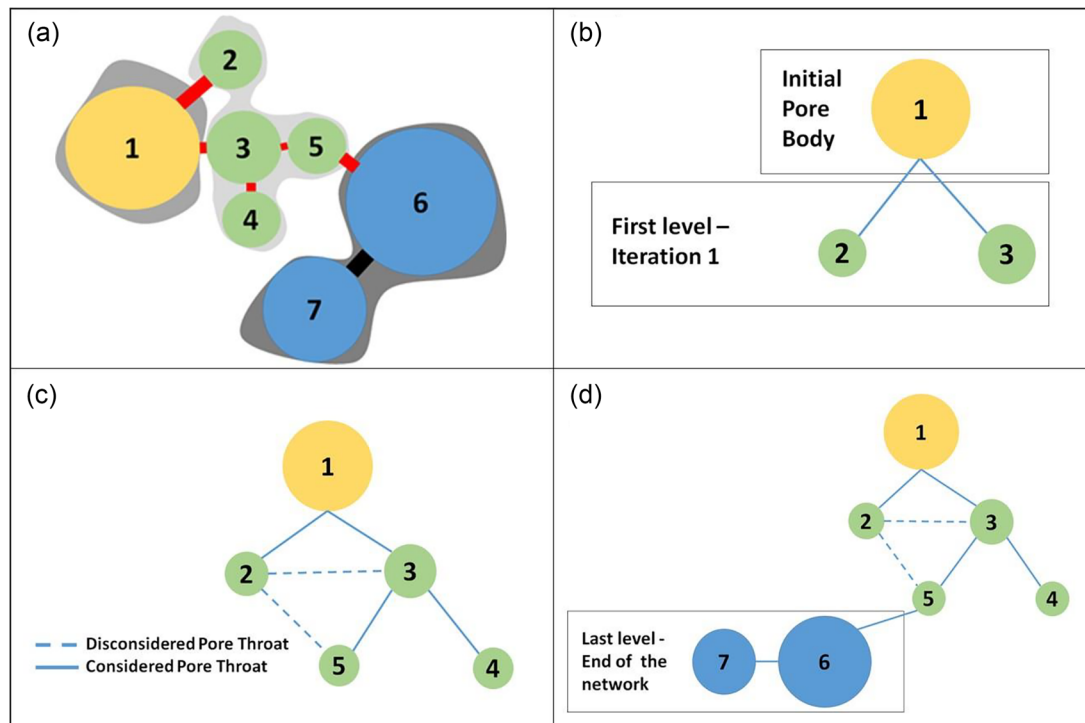 (a)
2
1
3
5
4
6
7
(b)
Initial
Pore
Body
1
First level –
Iteration 1
2
3
(c)
1
2
3
5
4
Disconsidered Pore Throat
Considered Pore Throat
(d)
1
2
3
5
4
Last level -
End of the
network
7
6